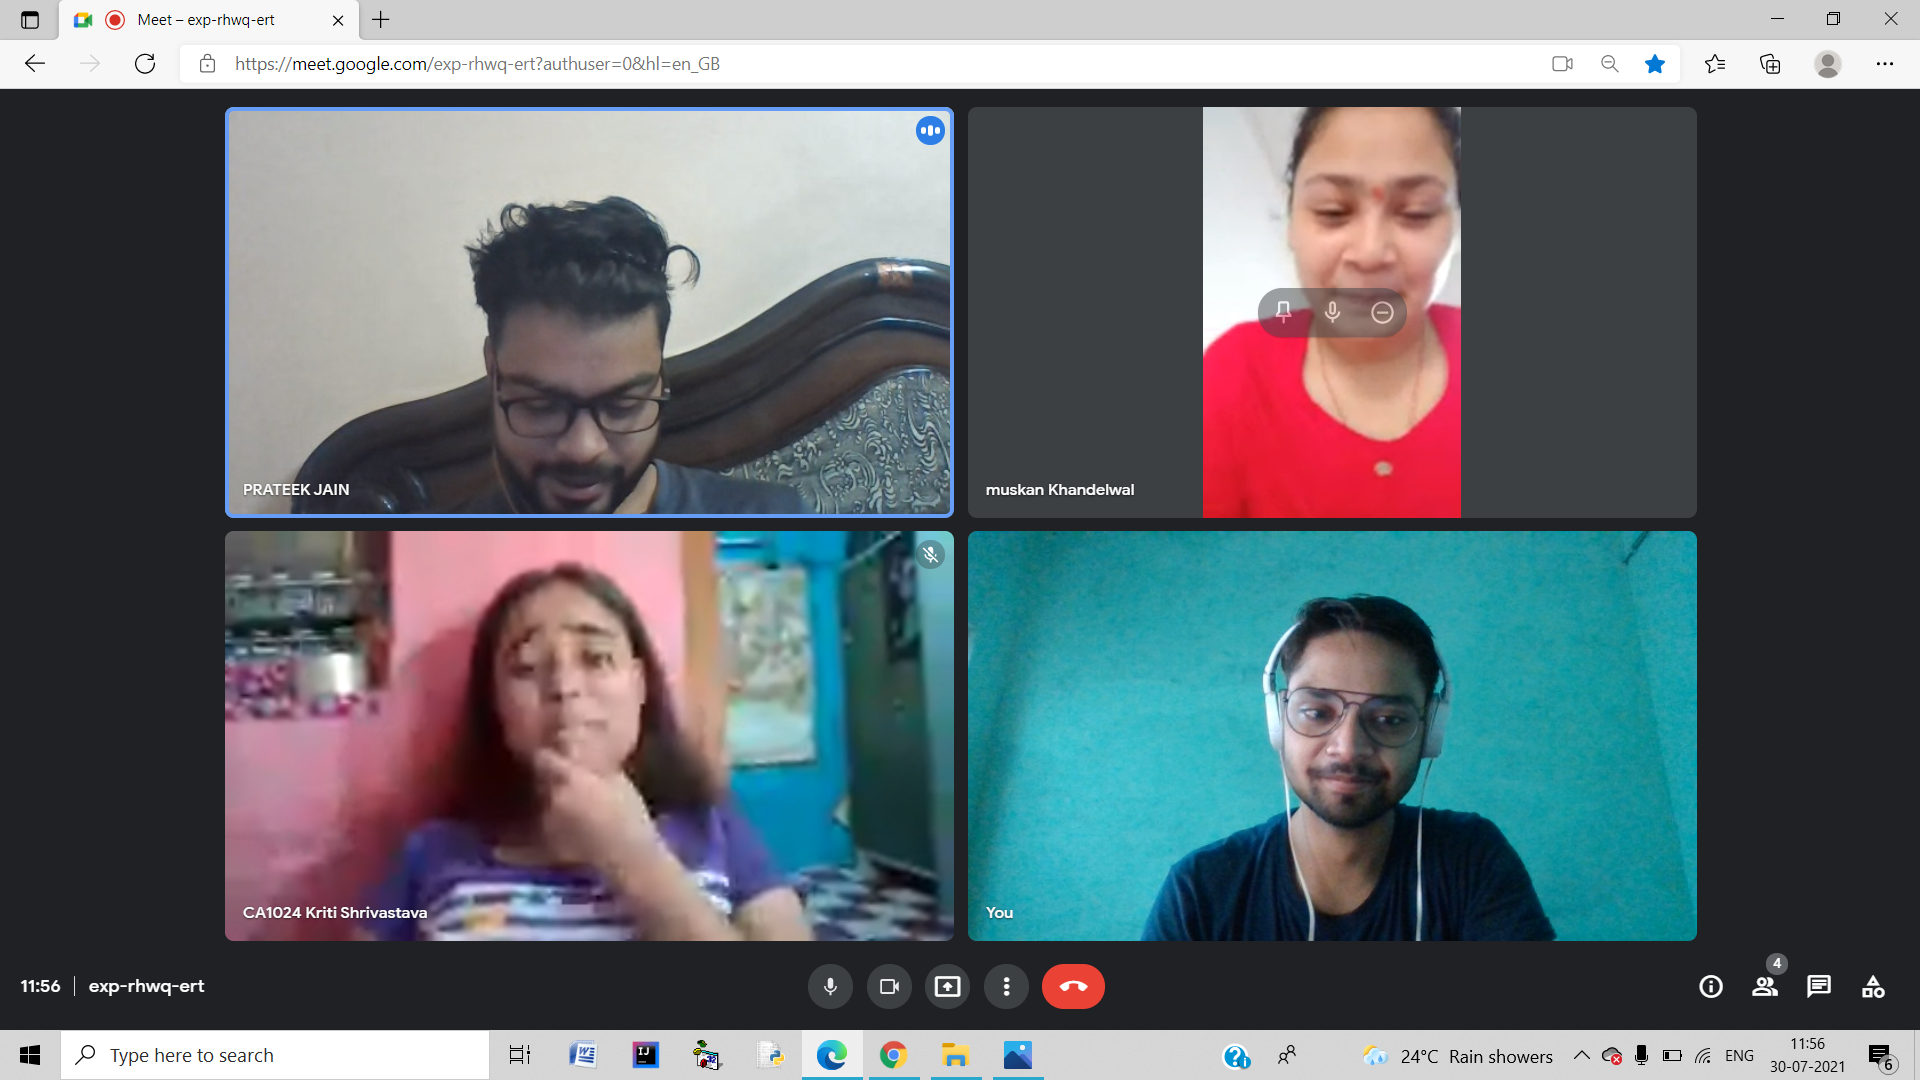 Meet – exp-rhwq-ert
https://meet.google.com/exp-rhwq-ert?authuser=0&hl=en_GB
PRATEEK JAIN
muskan Khandelwal
CA1024 Kriti Shrivastava
You
11:56 | exp-rhwq-ert
4
Type here to search
24°C Rain showers
ENG
11:56
30-07-2021
6